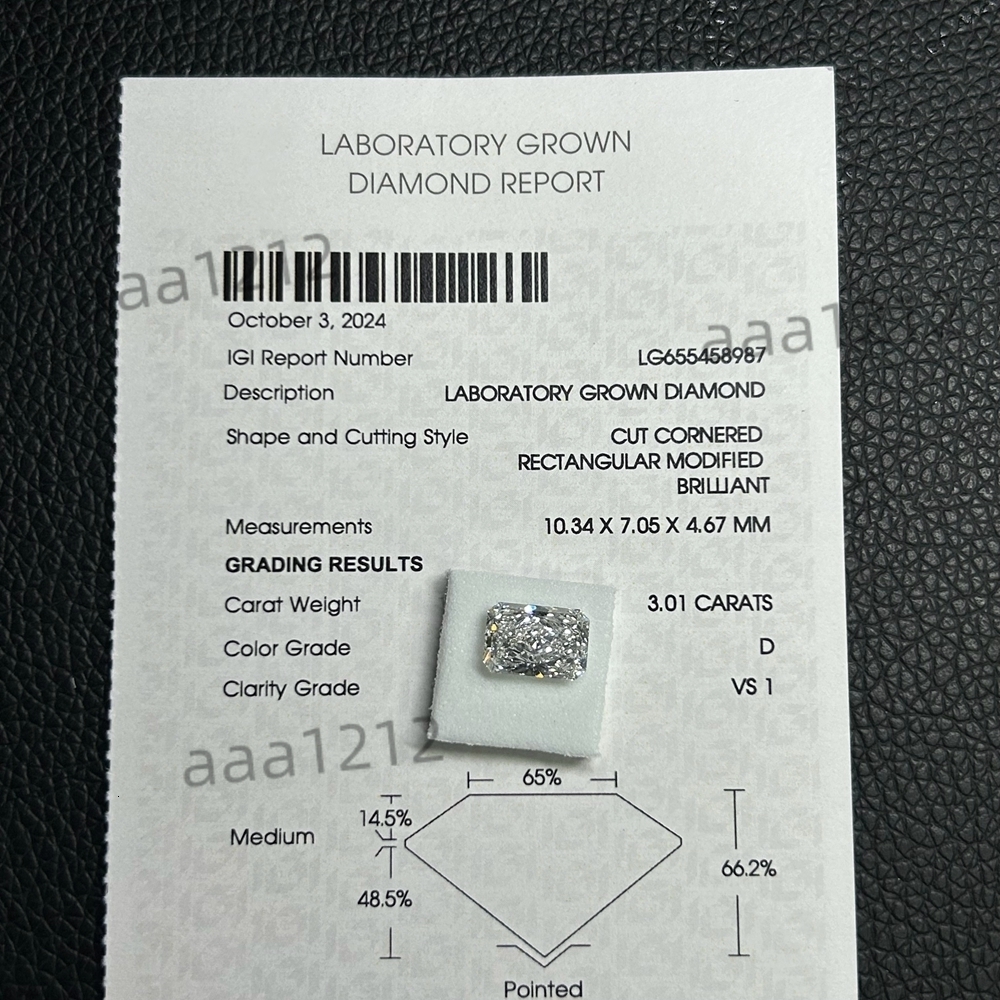 LABORATORY GROWN
DIAMOND REPORT
aaa1212
October 3, 2024
aaa1
IGI Report Number LG655458987
Description LABORATORY GROWN DIAMOND
Shape and Cutting Style CUT CORNERED
RECTANGULAR MODIFIED
BRILLIANT
Measurements 10.34 X 7.05 X 4.67 MM
GRADING RESULTS
Carat Weight 3.01 CARATS
Color Grade D
Clarity Grade VS 1
aaa1212
65%
14.5%
Medium
66.2%
48.5%
Pointed